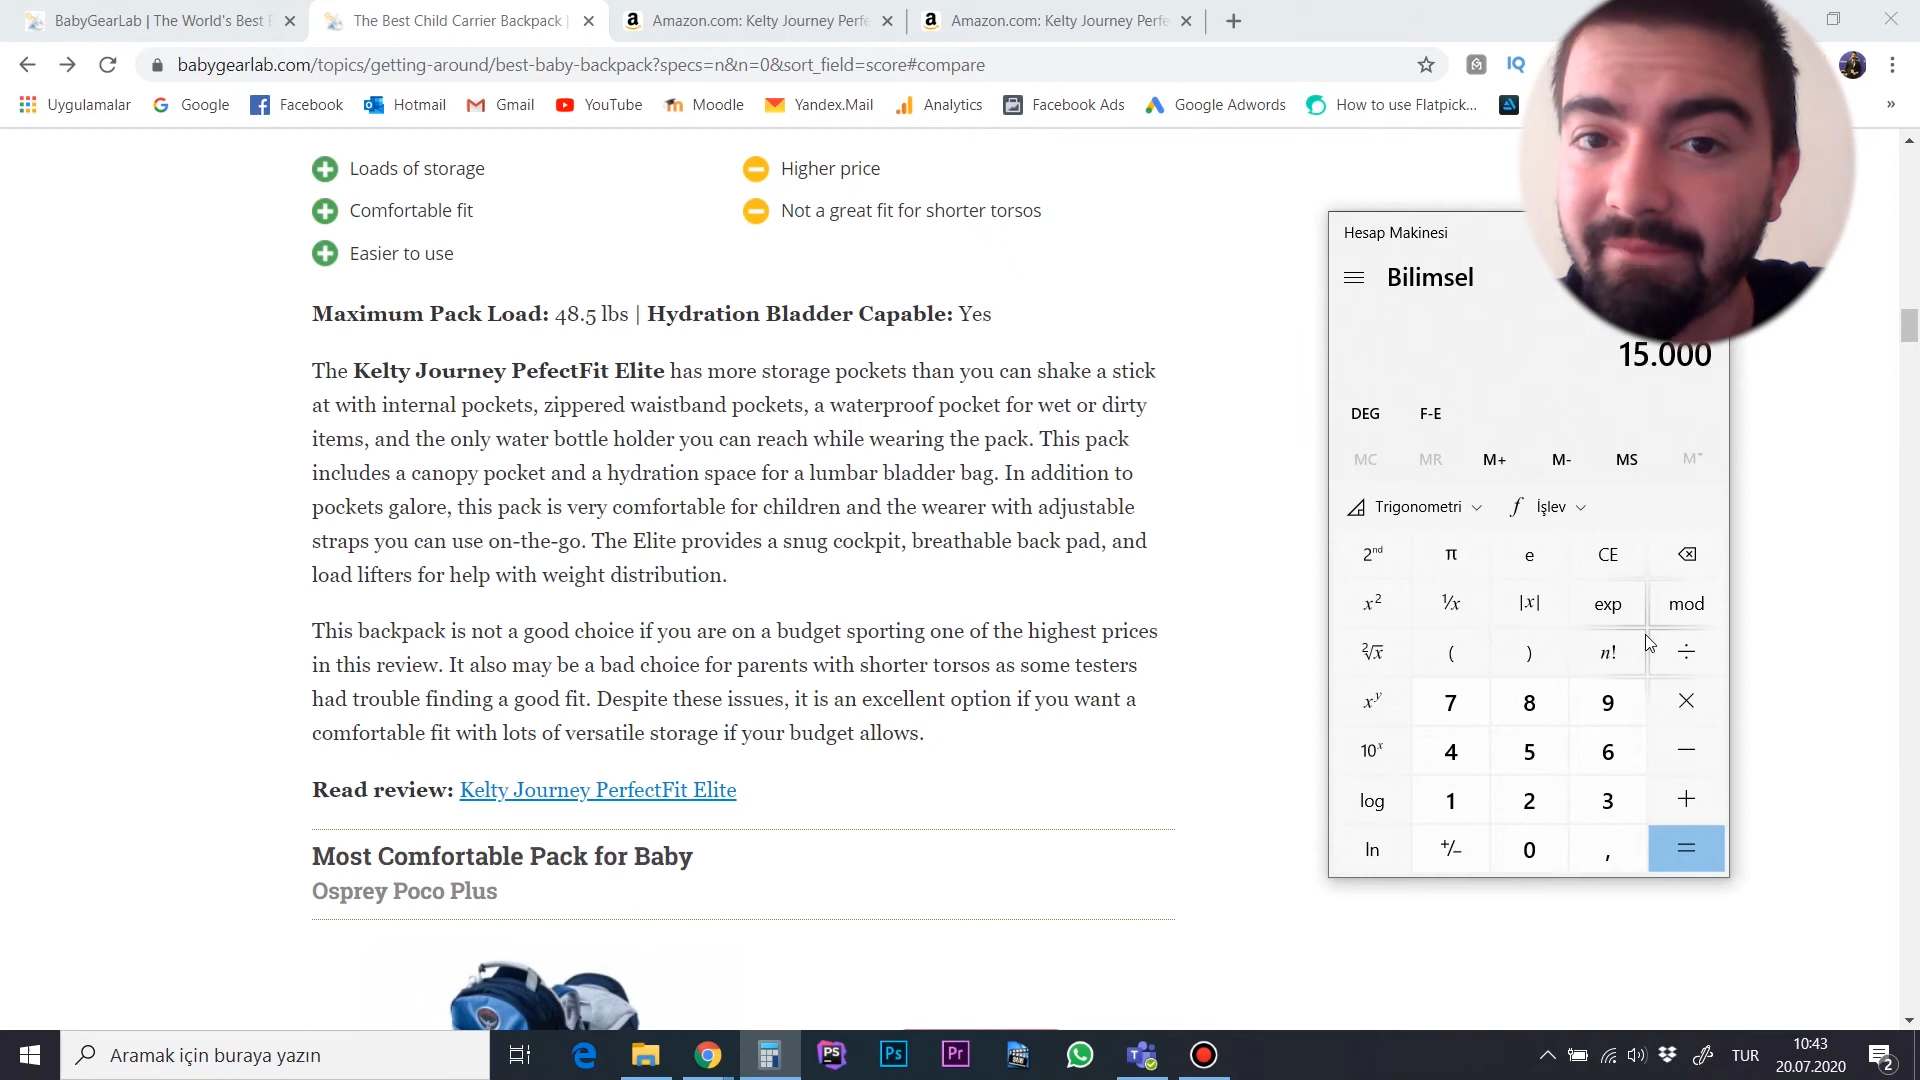 BabyGearLab | The World's Best
The Best Child Carrier Backpack |
Amazon.com: Kelty Journey Perfe
Amazon.com: Kelty Journey Perfe
babygearlab.com/topics/getting-around/best-baby-backpack?specs=n&n=0&sort_field=score#compare
IQ
Uygulamalar
Google
Facebook
Hotmail
Gmail
YouTube
Moodle
Yandex.Mail
Analytics
Facebook Ads
Google Adwords
How to use Flatpick...
»
Loads of storage
Higher price
Comfortable fit
Not a great fit for shorter torsos
Easier to use
Maximum Pack Load: 48.5 lbs | Hydration Bladder Capable: Yes
The Kelty Journey PefectFit Elite has more storage pockets than you can shake a stick
at with internal pockets, zippered waistband pockets, a waterproof pocket for wet or dirty
items, and the only water bottle holder you can reach while wearing the pack. This pack
includes a canopy pocket and a hydration space for a lumbar bladder bag. In addition to
pockets galore, this pack is very comfortable for children and the wearer with adjustable
straps you can use on-the-go. The Elite provides a snug cockpit, breathable back pad, and
load lifters for help with weight distribution.
This backpack is not a good choice if you are on a budget sporting one of the highest prices
in this review. It also may be a bad choice for parents with shorter torsos as some testers
had trouble finding a good fit. Despite these issues, it is an excellent option if you want a
comfortable fit with lots of versatile storage if your budget allows.
Read review: Kelty Journey PerfectFit Elite
Most Comfortable Pack for Baby
Osprey Poco Plus
Hesap Makinesi
Bilimsel
15.000
DEG F-E
MC MR M+ M- MS M˅
Trigonometri f İşlev
2ⁿᵈ π e CE
x² ¹/x |x| exp mod
²√x ( ) n! ÷
xʸ 7 8 9 ×
10ˣ 4 5 6 −
log 1 2 3 +
ln +/− 0 , =
Aramak için buraya yazın
PS
Ps
Pr
TUR
10:43
20.07.2020
2